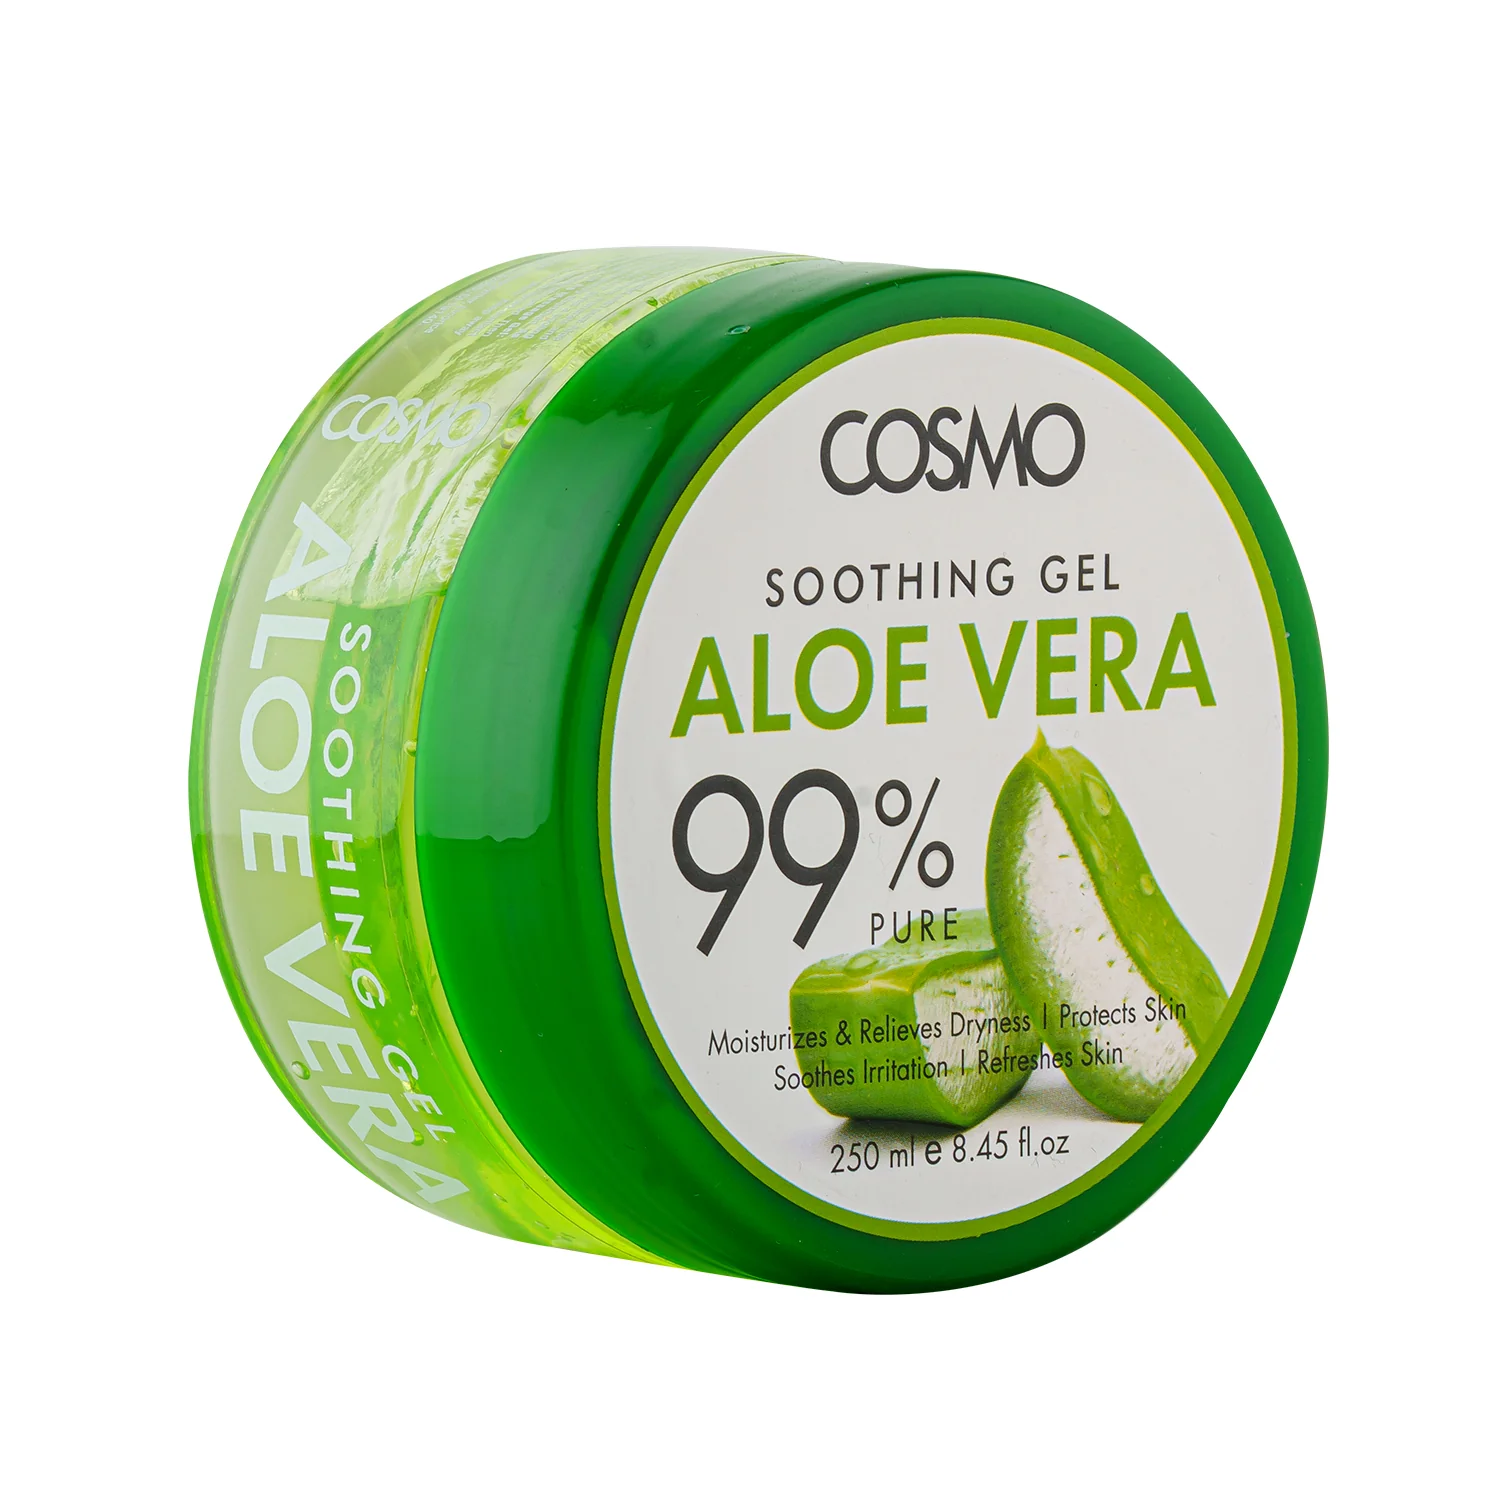 COSMO
SOOTHING GEL
ALOE VERA
99%
PURE
Moisturizes & Relieves Dryness | Protects Skin
Soothes Irritation | Refreshes Skin
250 ml e 8.45 fl.oz
COSMO
ALOE VERA
SOOTHING GEL